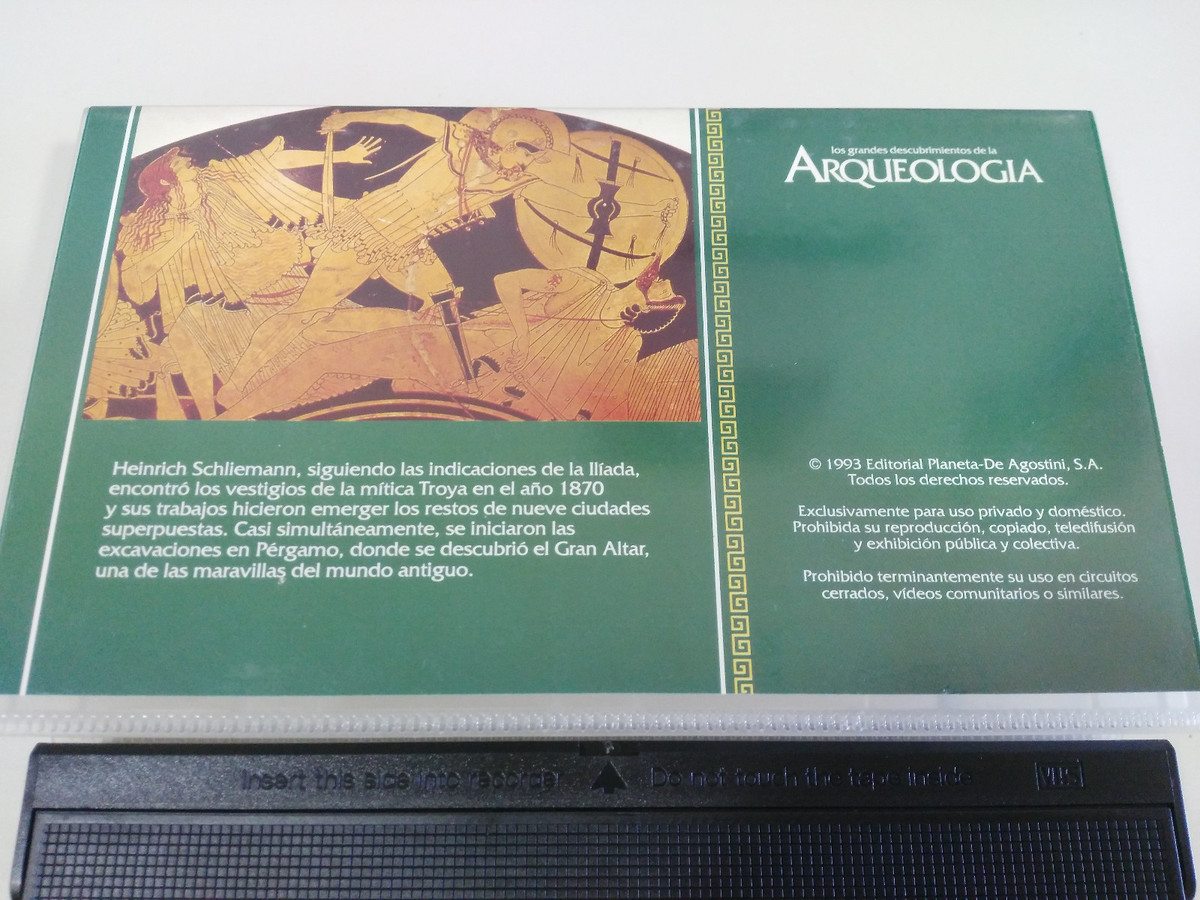 los grandes descubrimientos de la
ARQUEOLOGIA
Heinrich Schliemann, siguiendo las indicaciones de la Ilíada,
encontró los vestigios de la mítica Troya en el año 1870
y sus trabajos hicieron emerger los restos de nueve ciudades
superpuestas. Casi simultáneamente, se iniciaron las
excavaciones en Pérgamo, donde se descubrió el Gran Altar,
una de las maravillas del mundo antiguo.
© 1993 Editorial Planeta-De Agostini, S.A.
Todos los derechos reservados.
Exclusivamente para uso privado y doméstico.
Prohibida su reproducción, copiado, teledifusión
y exhibición pública y colectiva.
Prohibido terminantemente su uso en circuitos
cerrados, vídeos comunitarios o similares.
Insert this side into recorder
Do not touch the tape inside
VHS